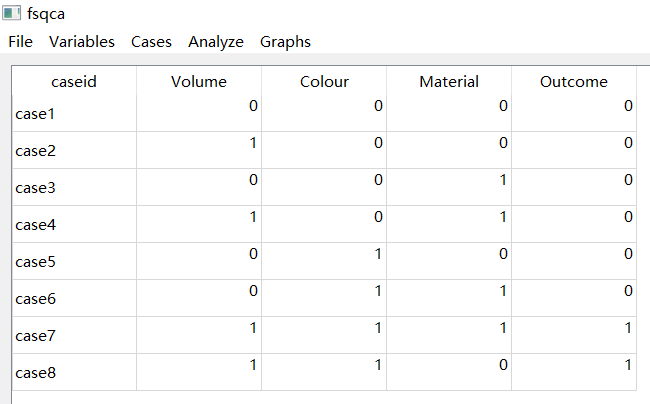 fsqca
File Variables Cases Analyze Graphs
caseid Volume Colour Material Outcome
case1 0 0 0 0
case2 1 0 0 0
case3 0 0 1 0
case4 1 0 1 0
case5 0 1 0 0
case6 0 1 1 0
case7 1 1 1 1
case8 1 1 0 1